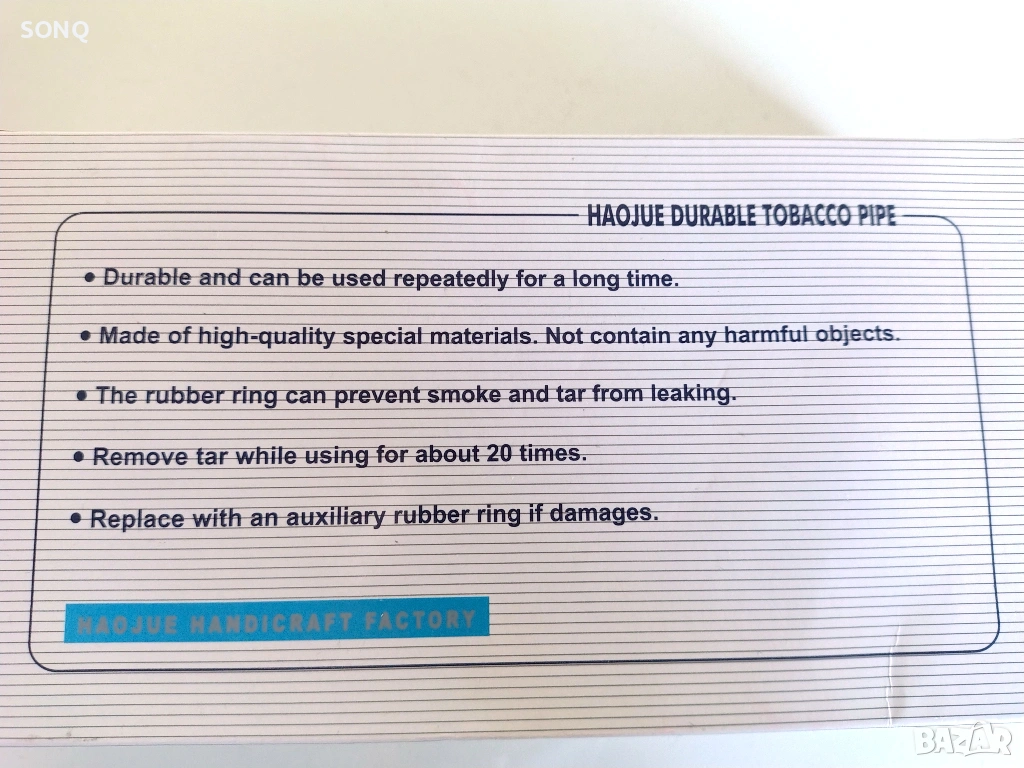 SONQ
HAOJUE DURABLE TOBACCO PIPE
• Durable and can be used repeatedly for a long time.
• Made of high-quality special materials. Not contain any harmful objects.
• The rubber ring can prevent smoke and tar from leaking.
• Remove tar while using for about 20 times.
• Replace with an auxiliary rubber ring if damages.
HAOJUE HANDICRAFT FACTORY
BAZAR